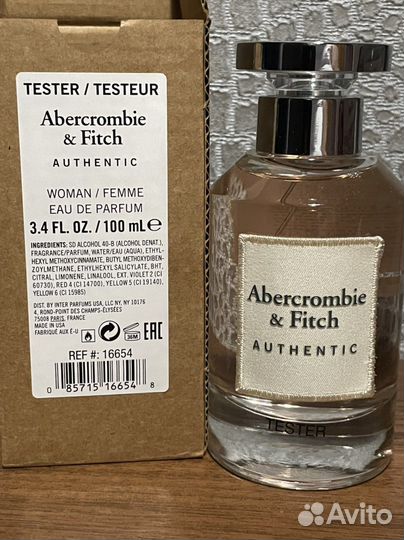 TESTER / TESTEUR
Abercrombie
& Fitch
AUTHENTIC
WOMAN / FEMME
EAU DE PARFUM
3.4 FL. OZ. / 100 mL℮
INGREDIENTS: SD ALCOHOL 40-B (ALCOHOL DENAT.),
FRAGRANCE/PARFUM, WATER/EAU (AQUA), ETHYL-
HEXYL METHOXYCINNAMATE, BUTYL METHOXYDIBEN-
ZOYLMETHANE, ETHYLHEXYL SALICYLATE, BHT,
CITRAL, LIMONENE, LINALOOL, EXT. VIOLET 2 (CI
60730), RED 4 (CI 14700), YELLOW 5 (CI 19140),
YELLOW 6 (CI 15985)
DIST. BY INTER PARFUMS USA, LLC, NY, NY 10176
4, ROND-POINT DES CHAMPS-ÉLYSÉES
75008 PARIS, FRANCE
MADE IN USA
FABRIQUÉ AUX É-U
36M
EAC
REF #: 16654
0 85715 16654 8
Abercrombie
& Fitch
AUTHENTIC
TESTER
Avito